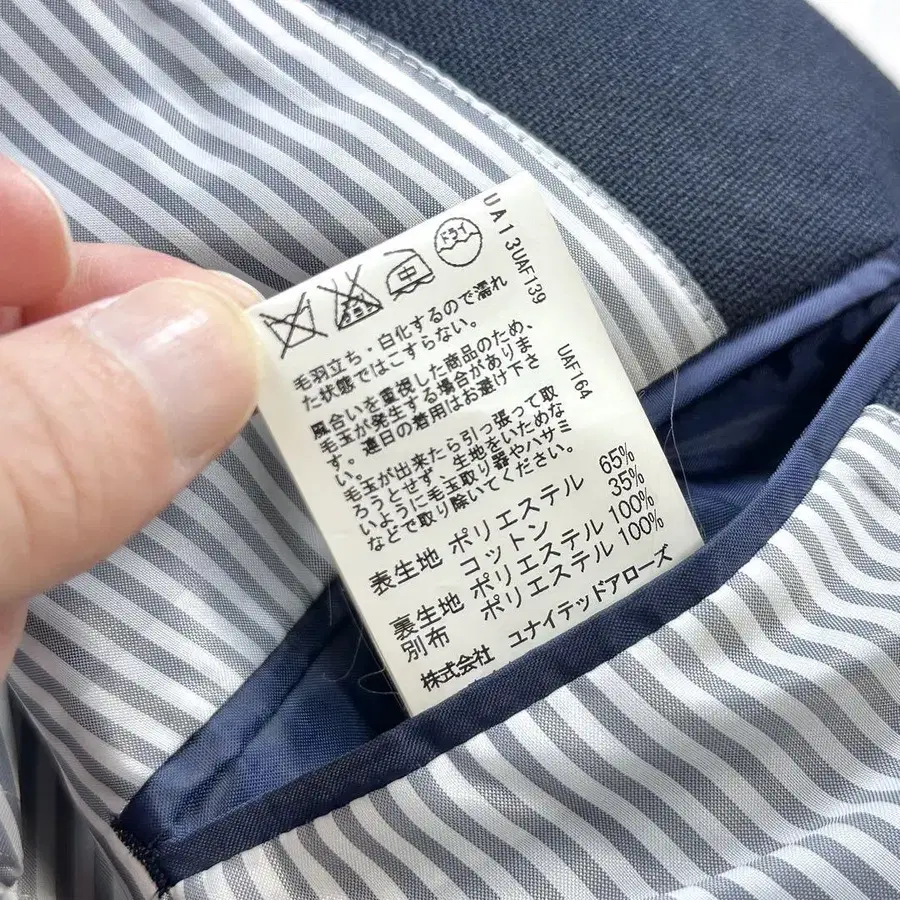 UA1 3UAF139
ドライ
中
毛羽立ち・白化するので濡れ
た状態ではこすらない。
UAF164
風合いを重視した商品のため、
毛玉が発生する場合がありま
す。連日の着用はお避け下さ
い。
毛玉が出来たら引っ張って取
ろうとせず、生地をいためな
いように毛玉取り器やハサミ
などで取り除いてください。
表生地 ポリエステル 65%
コットン 35%
裏生地 ポリエステル 100%
別布 ポリエステル 100%
株式会社 ユナイテッドアローズ